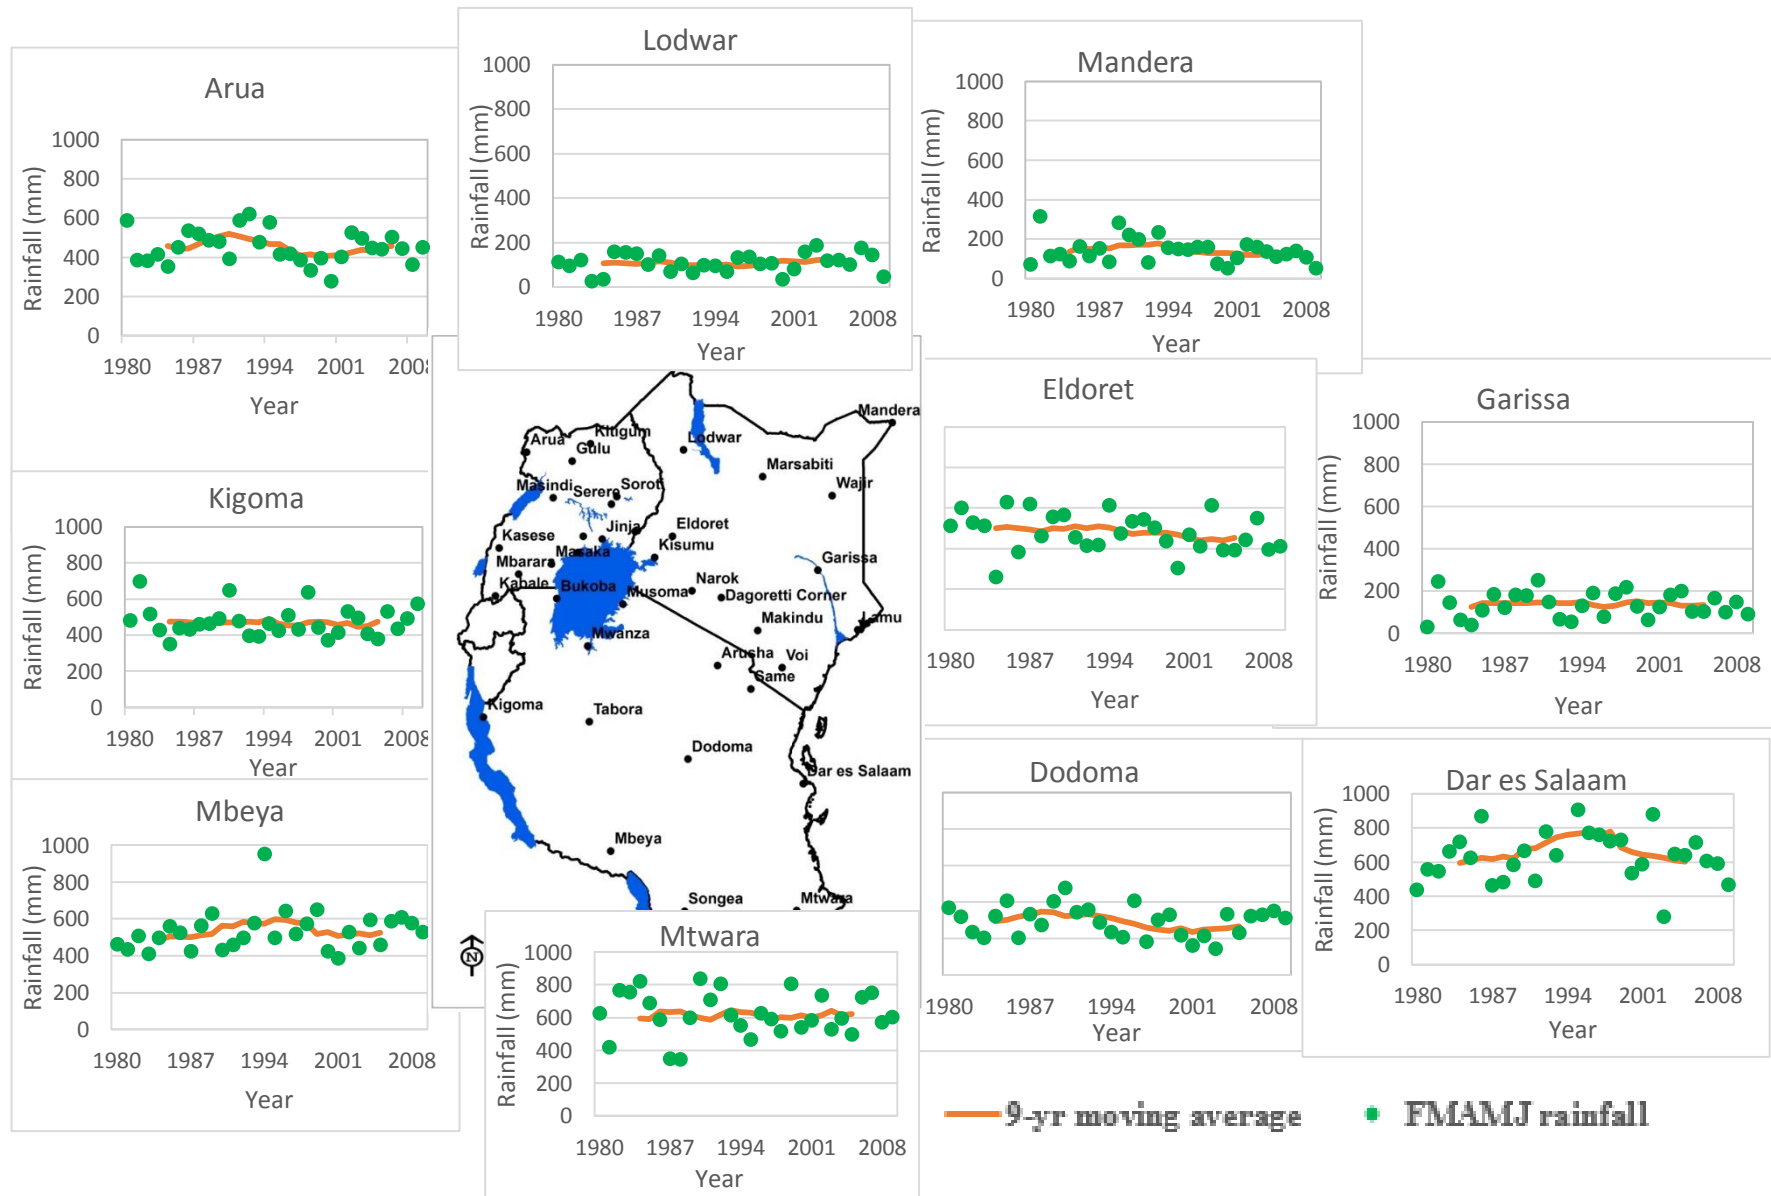 Lodwar
1000
800
600
400
200
0
Rainfall (mm)
1980 1987 1994 2001 2008
Year
Mandera
1000
800
600
400
200
0
Rainfall (mm)
1980 1987 1994 2001 2008
Year
Arua
1000
800
600
400
200
0
Rainfall (mm)
1980 1987 1994 2001 2008
Year
Eldoret
1980 1987 1994 2001 2008
Year
Garissa
1000
800
600
400
200
0
Rainfall (mm)
1980 1987 1994 2001 2008
Year
Kigoma
1000
800
600
400
200
0
Rainfall (mm)
1980 1987 1994 2001 2008
Year
Mandera
Arua
Kitigum
Gulu
Lodwar
Marsabiti
Wajir
Masindi
Serere
Soroti
Jinja
Eldoret
Kasese
Masaka
Kisumu
Mbarara
Garissa
Kabale
Bukoba
Musoma
Narok
Dagoretti Corner
Makindu
Lamu
Mwanza
Arusha
Voi
Same
Kigoma
Tabora
Dodoma
Dar es Salaam
Mbeya
Songea
Mtwara
N
Mbeya
1000
800
600
400
200
0
Rainfall (mm)
1980 1987 1994 2001 2008
Year
Dodoma
1980 1987 1994 2001 2008
Year
Dar es Salaam
1000
800
600
400
200
0
Rainfall (mm)
1980 1987 1994 2001 2008
Year
Mtwara
1000
800
600
400
200
0
Rainfall (mm)
1980 1987 1994 2001 2008
Year
9-yr moving average
FMAMJ rainfall